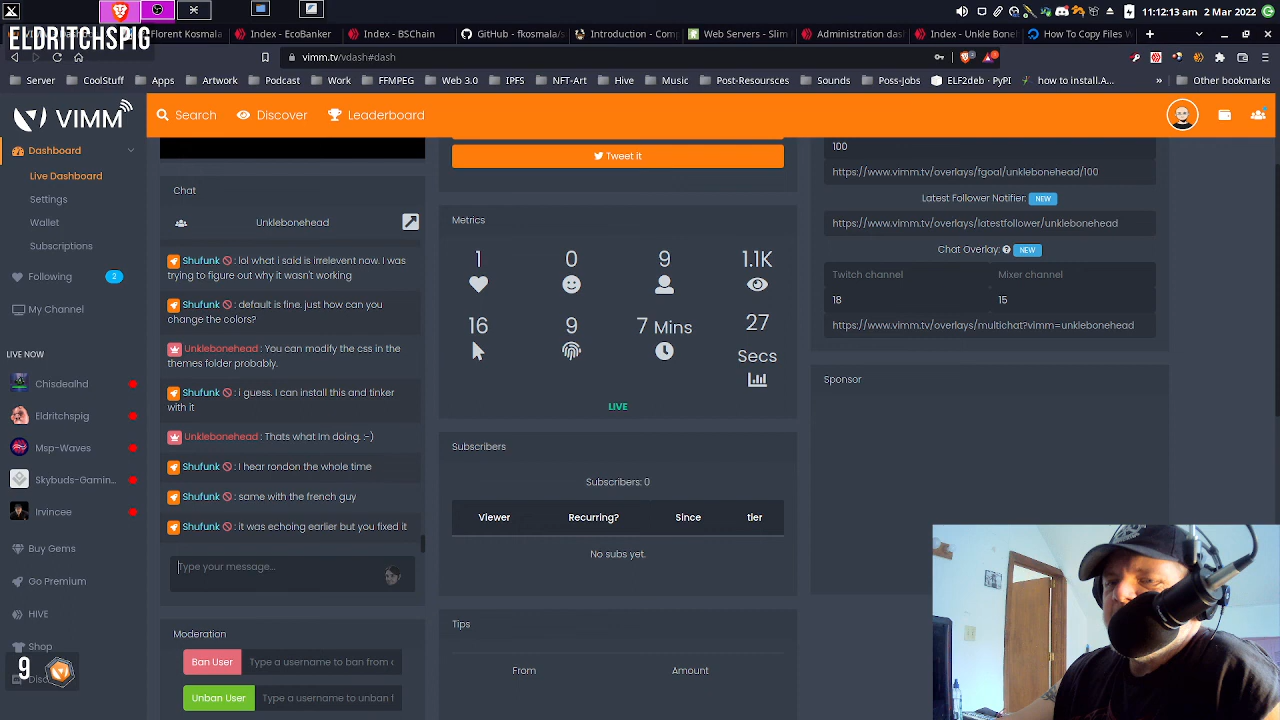 11:12:13 am 2 Mar 2022
ELDRITCHSPIG
Florent Kosmala
Index - EcoBanker
Index - BSChain
GitHub - fkosmala/s
Introduction - Com
Web Servers - Slim
Administration dash
Index - Unkle Bone
How To Copy Files W
vimm.tv/vdash#dash
Server
CoolStuff
Apps
Artwork
Podcast
Work
FFMPEG
Web 3.0
IPFS
NFT-Art
Hive
Music
Post-Resoursces
Sounds
Poss-Jobs
ELF2deb · PyPI
how to install.A...
»
Other bookmarks
VIMM
Search
Discover
Leaderboard
Dashboard
Live Dashboard
Settings
Wallet
Subscriptions
Following 2
My Channel
LIVE NOW
Chisdealhd
Eldritchspig
Msp-Waves
Skybuds-Gamin...
Irvincee
Buy Gems
Go Premium
HIVE
Shop
9
Chat
Unklebonehead
Shufunk : lol what i said is irrelevent now. I was
trying to figure out why it wasn't working
Shufunk : default is fine. just how can you
change the colors?
Unklebonehead : You can modify the css in the
themes folder probably.
Shufunk : i guess. I can install this and tinker
with it
Unklebonehead : Thats what Im doing. :-)
Shufunk : I hear rondon the whole time
Shufunk : same with the french guy
Shufunk : it was echoing earlier but you fixed it
Type your message...
Moderation
Ban User Type a username to ban from c
Unban User Type a username to unban f
Tweet it
Metrics
1 0 9 1.1K
16 9 7 Mins 27
Secs
LIVE
Subscribers
Subscribers: 0
Viewer Recurring? Since tier
No subs yet.
Tips
From Amount
100
https://www.vimm.tv/overlays/fgoal/unklebonehead/100
Latest Follower Notifier: NEW
https://www.vimm.tv/overlays/latestfollower/unklebonehead
Chat Overlay: NEW
Twitch channel Mixer channel
18 15
https://www.vimm.tv/overlays/multichat?vimm=unklebonehead
Sponsor